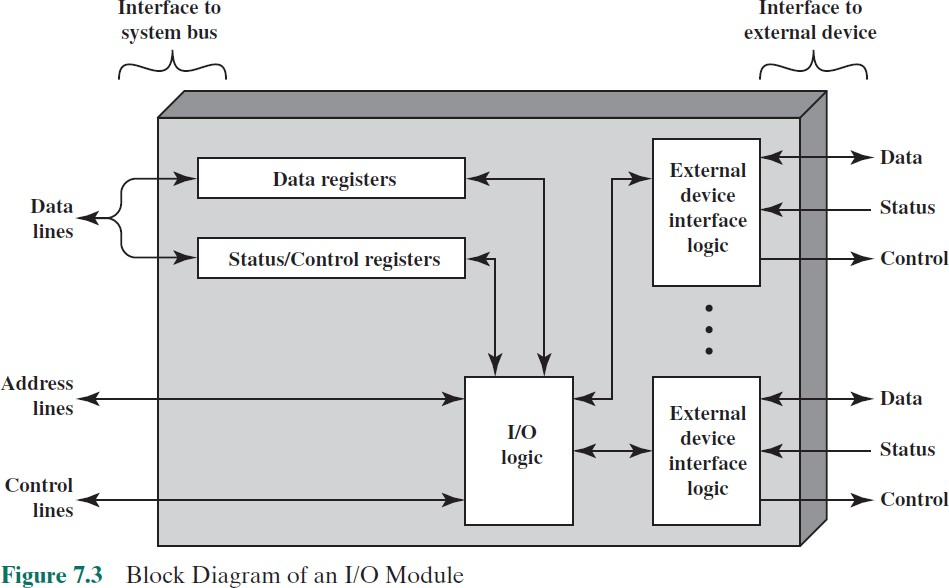 Interface to
system bus
Interface to
external device
Data registers
Status/Control registers
Data
lines
Address
lines
Control
lines
I/O
logic
External
device
interface
logic
Data
Status
Control
External
device
interface
logic
Data
Status
Control
Figure 7.3 Block Diagram of an I/O Module